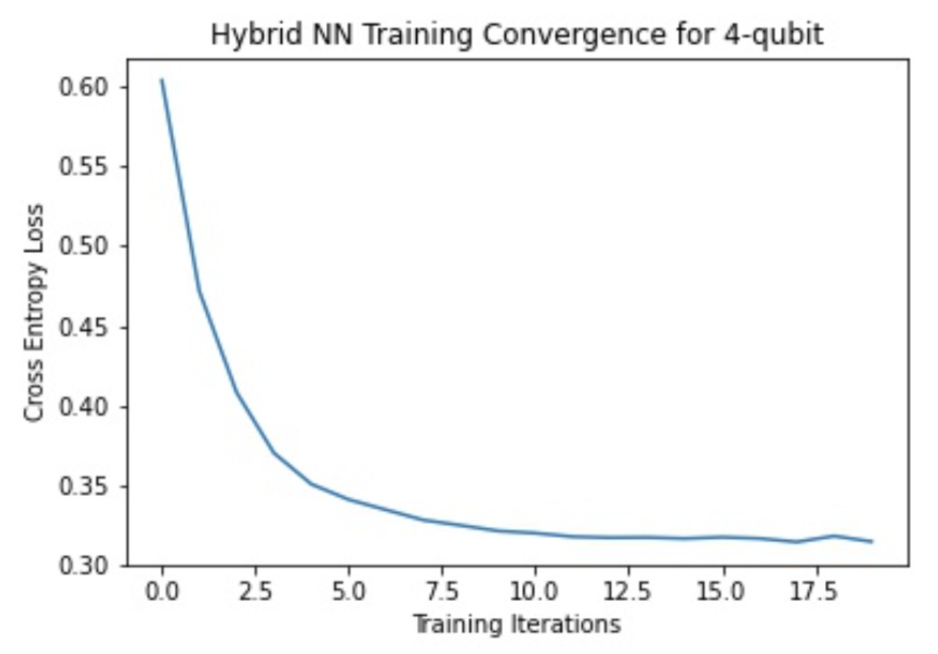 Hybrid NN Training Convergence for 4-qubit
Cross Entropy Loss
0.60
0.55
0.50
0.45
0.40
0.35
0.30
0.0 2.5 5.0 7.5 10.0 12.5 15.0 17.5
Training Iterations